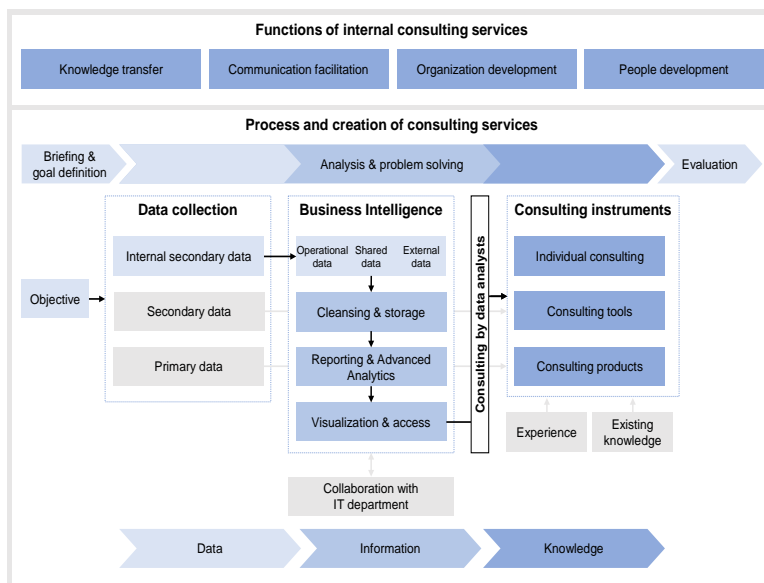 Functions of internal consulting services
Knowledge transfer
Communication facilitation
Organization development
People development
Process and creation of consulting services
Briefing &
goal definition
Analysis & problem solving
Evaluation
Data collection
Business Intelligence
Consulting instruments
Objective
Internal secondary data
Secondary data
Primary data
Operational
data
Shared
data
External
data
Cleansing & storage
Reporting & Advanced
Analytics
Visualization & access
Consulting by data analysts
Individual consulting
Consulting tools
Consulting products
Experience
Existing
knowledge
Collaboration with
IT department
Data
Information
Knowledge